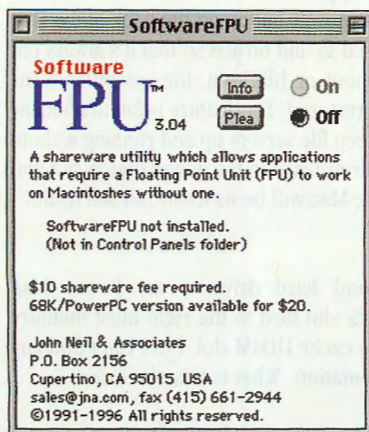 SoftwareFPU
Software
FPU™
3.04
Info
Plea
On
Off
A shareware utility which allows applications
that require a Floating Point Unit (FPU) to work
on Macintoshes without one.
SoftwareFPU not installed.
(Not in Control Panels folder)
$10 shareware fee required.
68K/PowerPC version available for $20.
John Neil & Associates
P.O. Box 2156
Cupertino, CA 95015 USA
sales@jna.com, fax (415) 661-2944
©1991-1996 All rights reserved.